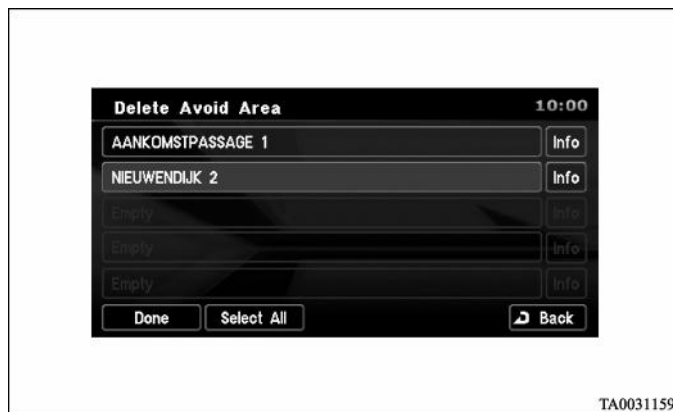 Delete Avoid Area 10:00
AANKOMSTPASSAGE 1 Info
NIEUWENDIJK 2 Info
Empty Info
Empty Info
Empty Info
Done Select All Back
TA0031159